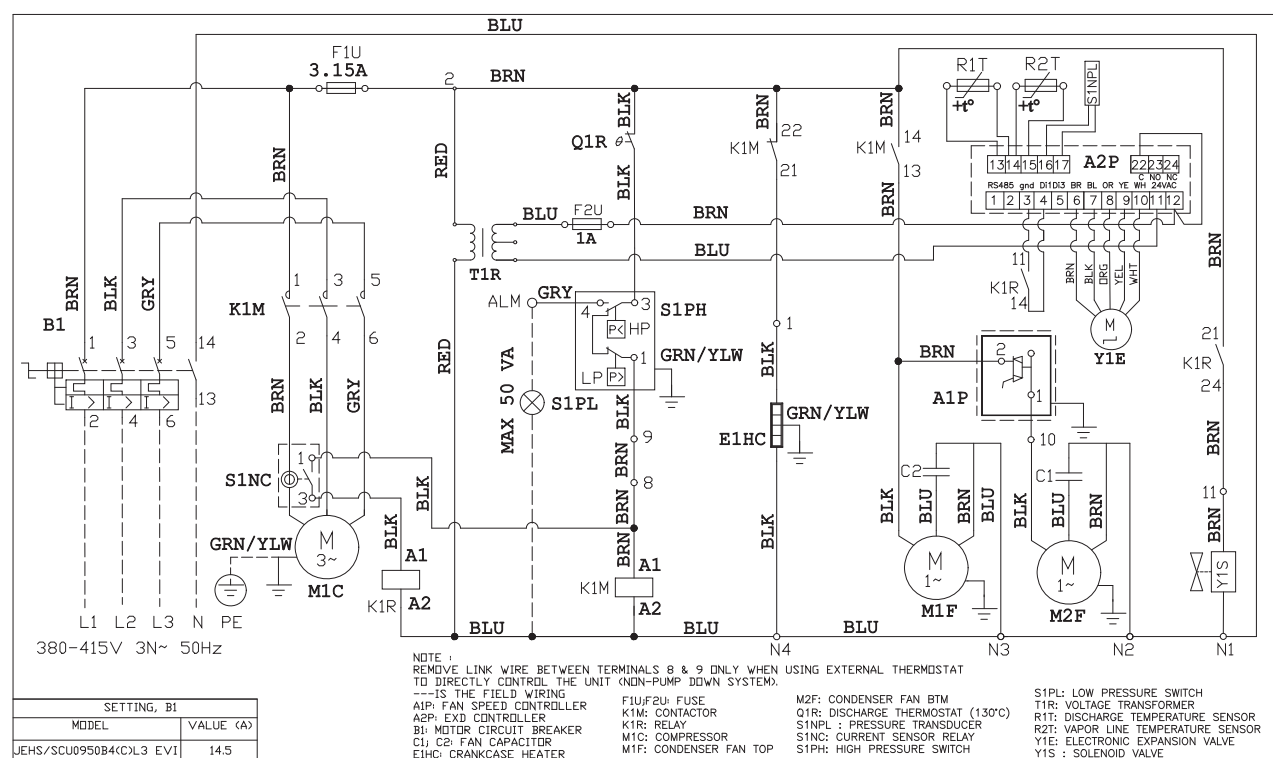 BLU
F1U
3.15A
2
BRN
R1T
R2T
S1NPL
+t°
+t°
BRN
RED
BLK
Q1R
BLK
BRN
22
K1M
21
BRN
14
K1M
13
BRN
13 14 15 16 17
A2P
22 23 24
C NO NC
RS485 gnd Di1 Di3 BR BL OR YE WH 24VAC
1 2 3 4 5 6 7 8 9 10 11 12
BLU
F2U
1A
BRN
BLU
T1R
BRN
BLK
GRY
K1M
1
3
5
2
4
6
B1
1
3
5
14
13
2
4
6
I >
I >
I >
ALM
GRY
4
3
S1PH
P<
HP
1
LP
P>
GRN/YLW
RED
MAX 50 VA
S1PL
BLK
9
BRN
8
BRN
BRN
1
BLK
E1HC
GRN/YLW
BLK
11
K1R
14
BRN
BLK
ORG
YEL
WHT
M
Y1E
BRN
2
A1P
1
10
BRN
21
K1R
24
BRN
11
BRN
Y1S
BRN
BLK
GRY
S1NC
1
3
BLK
BLK
GRN/YLW
M
3~
M1C
A1
K1R
A2
A1
K1M
A2
C2
C1
BLK
BLU
BRN
BLU
BLK
BLU
BRN
M
1~
M1F
M
1~
M2F
L1 L2 L3 N PE
380-415V 3N~ 50Hz
BLU
BLU
BLU
N4
N3
N2
N1
NOTE :
REMOVE LINK WIRE BETWEEN TERMINALS 8 & 9 ONLY WHEN USING EXTERNAL THERMOSTAT
TO DIRECTLY CONTROL THE UNIT (NON-PUMP DOWN SYSTEM).
---IS THE FIELD WIRING
A1P: FAN SPEED CONTROLLER
A2P: EXD CONTROLLER
B1: MOTOR CIRCUIT BREAKER
C1; C2: FAN CAPACITOR
E1HC: CRANKCASE HEATER
F1U;F2U: FUSE
K1M: CONTACTOR
K1R: RELAY
M1C: COMPRESSOR
M1F: CONDENSER FAN TOP
M2F: CONDENSER FAN BTM
Q1R: DISCHARGE THERMOSTAT (130°C)
S1NPL : PRESSURE TRANSDUCER
S1NC: CURRENT SENSOR RELAY
S1PH: HIGH PRESSURE SWITCH
S1PL: LOW PRESSURE SWITCH
T1R: VOLTAGE TRANSFORMER
R1T: DISCHARGE TEMPERATURE SENSOR
R2T: VAPOR LINE TEMPERATURE SENSOR
Y1E: ELECTRONIC EXPANSION VALVE
Y1S : SOLENOID VALVE
SETTING, B1
MODEL VALUE (A)
JEHS/SCU0950B4(C)L3 EVI 14.5